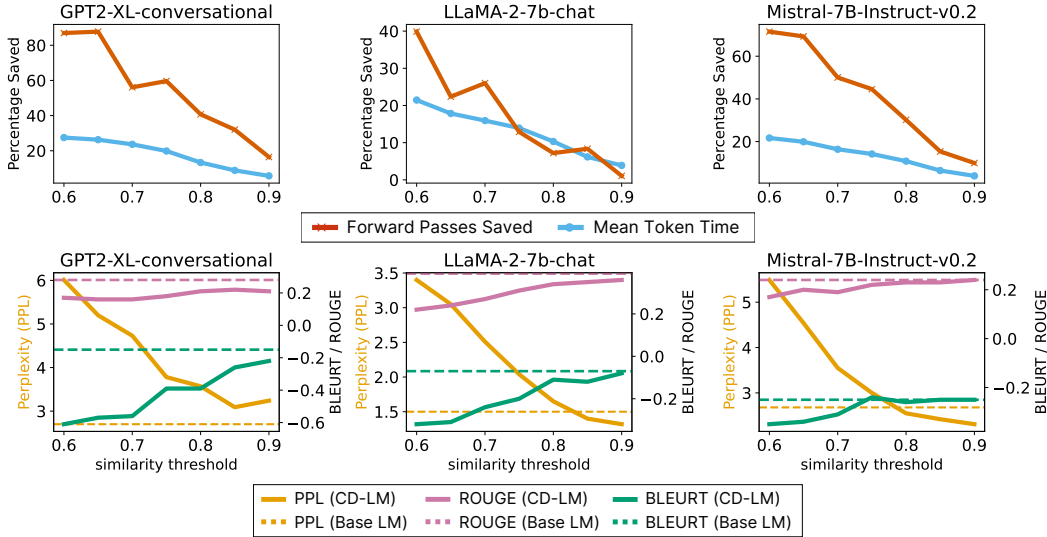 GPT2-XL-conversational
LLaMA-2-7b-chat
Mistral-7B-Instruct-v0.2
Percentage Saved
80
60
40
20
0.6 0.7 0.8 0.9
Percentage Saved
40
30
20
10
0
0.6 0.7 0.8 0.9
Percentage Saved
60
40
20
0.6 0.7 0.8 0.9
Forward Passes Saved Mean Token Time
GPT2-XL-conversational
LLaMA-2-7b-chat
Mistral-7B-Instruct-v0.2
Perplexity (PPL)
6
5
4
3
0.2
0.0
−0.2
−0.4
−0.6
BLEURT / ROUGE
0.6 0.7 0.8 0.9
similarity threshold
Perplexity (PPL)
3.5
3.0
2.5
2.0
1.5
0.2
0.0
−0.2
BLEURT / ROUGE
0.6 0.7 0.8 0.9
similarity threshold
Perplexity (PPL)
5
4
3
0.2
0.0
−0.2
BLEURT / ROUGE
0.6 0.7 0.8 0.9
similarity threshold
PPL (CD-LM) ROUGE (CD-LM) BLEURT (CD-LM)
PPL (Base LM) ROUGE (Base LM) BLEURT (Base LM)